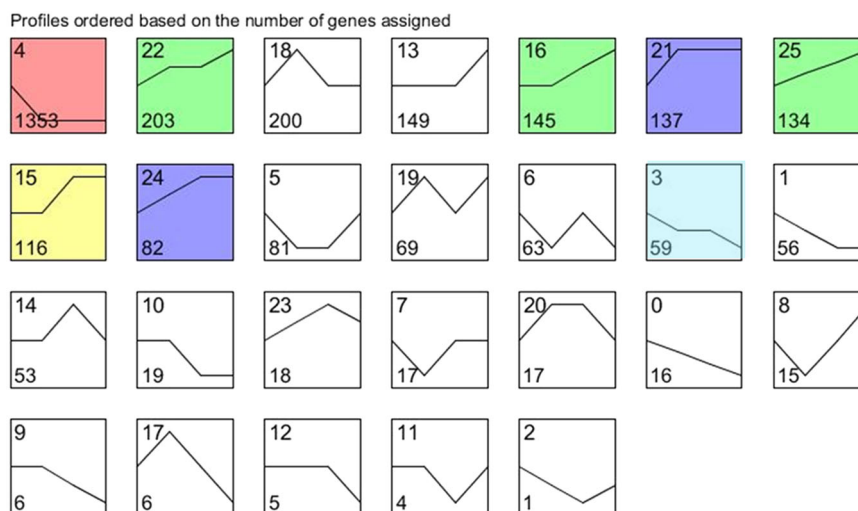 Profiles ordered based on the number of genes assigned
4 22 18 13 16 21 25
1353 203 200 149 145 137 134
15 24 5 19 6 3 1
116 82 81 69 63 59 56
14 10 23 7 20 0 8
53 19 18 17 17 16 15
9 17 12 11 2
6 6 5 4 1